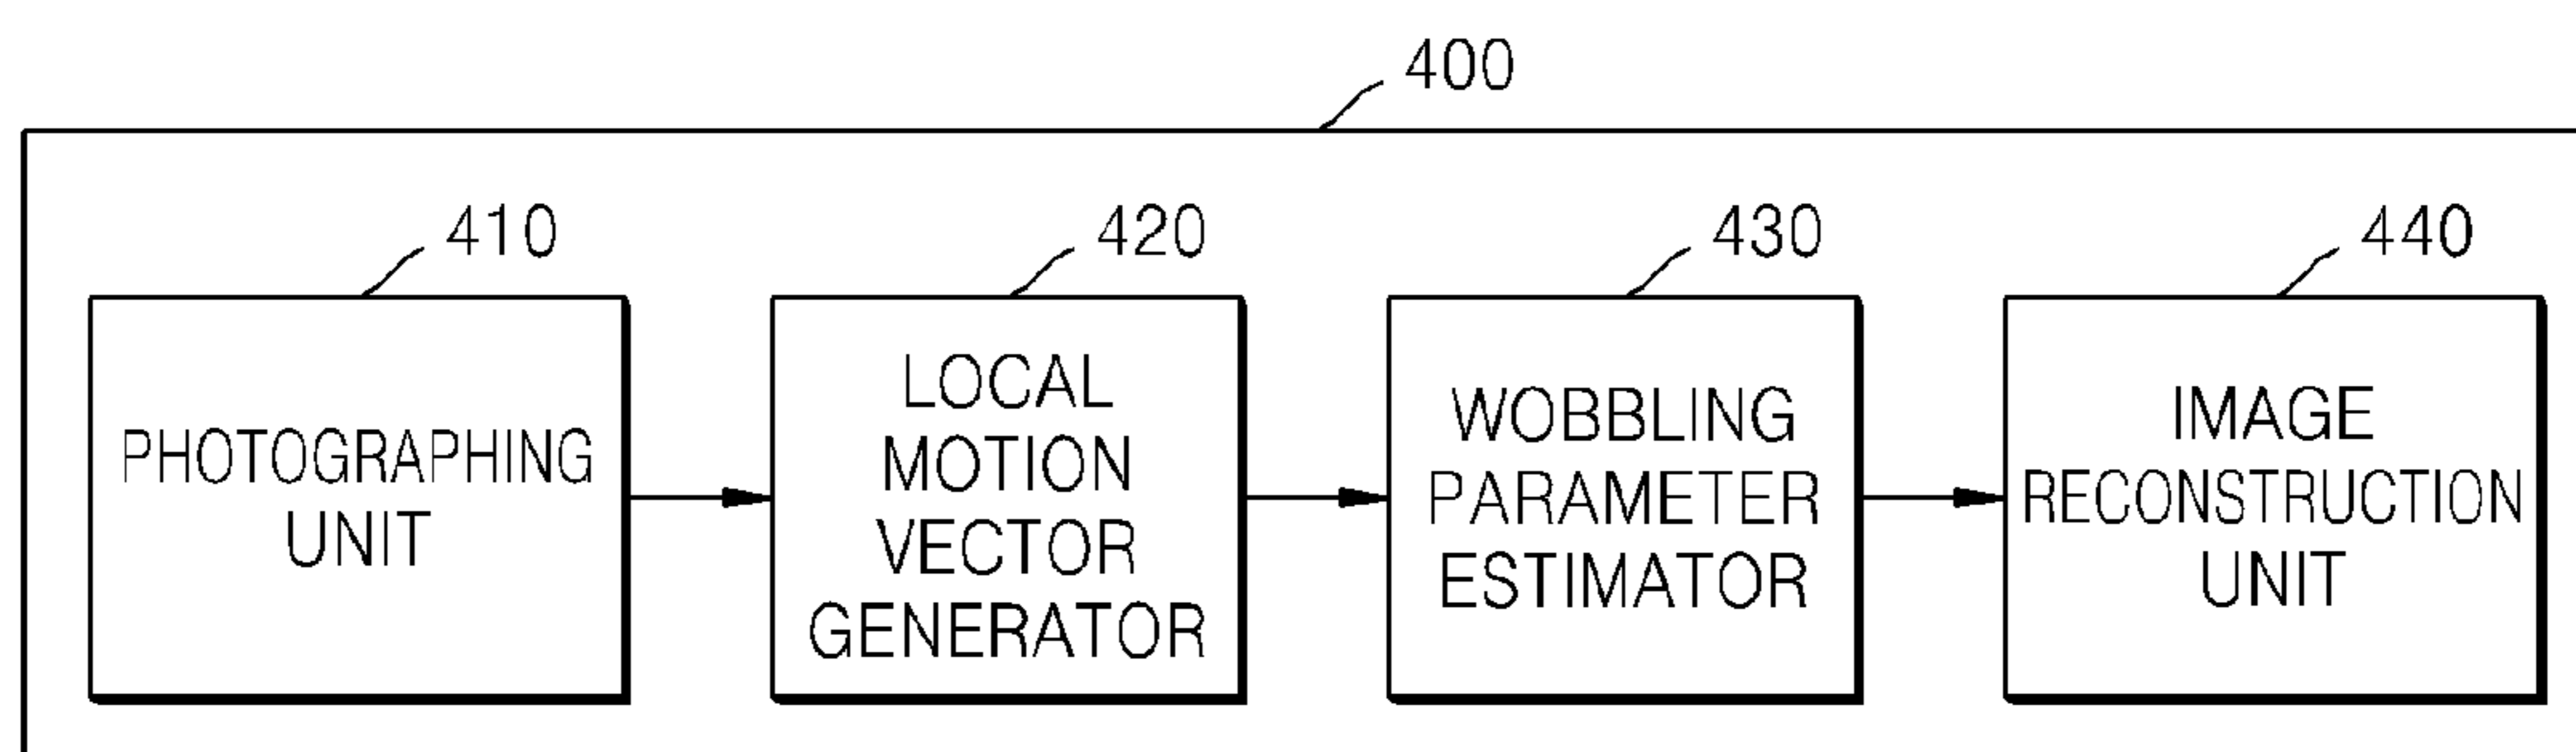 400
410
420
430
440
PHOTOGRAPHING
UNIT
LOCAL
MOTION
VECTOR
GENERATOR
WOBBLING
PARAMETER
ESTIMATOR
IMAGE
RECONSTRUCTION
UNIT